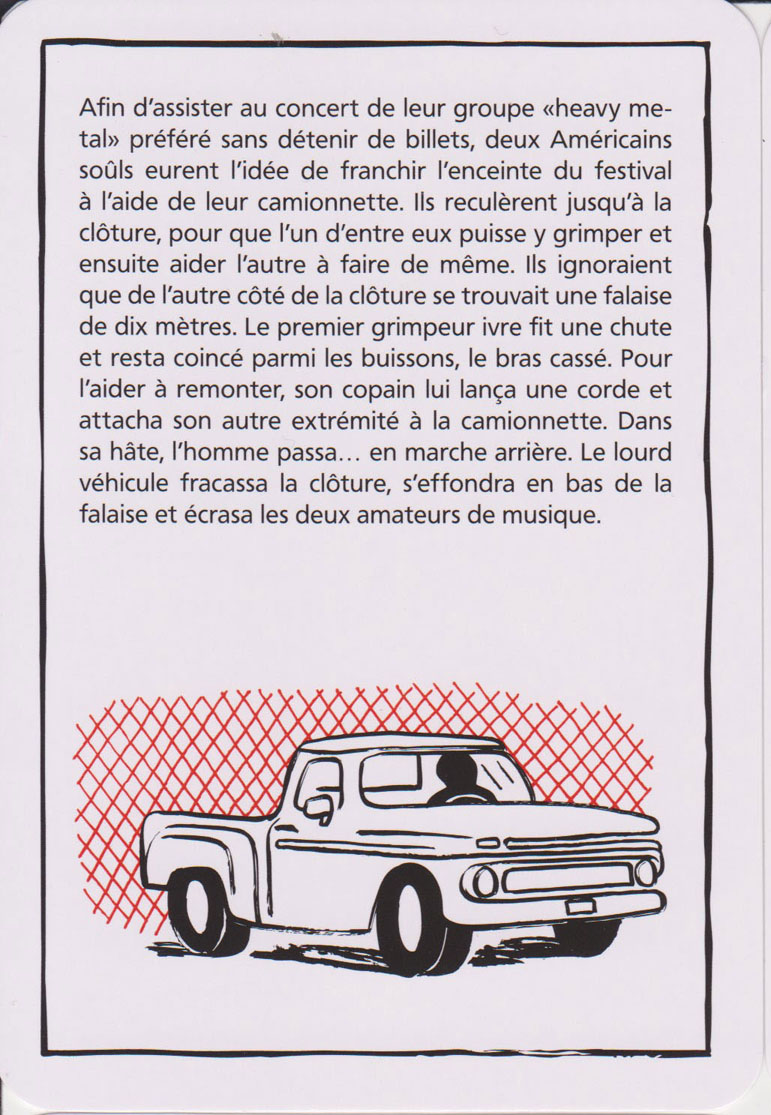 Afin d’assister au concert de leur groupe «heavy me-
tal» préféré sans détenir de billets, deux Américains
soûls eurent l’idée de franchir l’enceinte du festival
à l’aide de leur camionnette. Ils reculèrent jusqu’à la
clôture, pour que l’un d’entre eux puisse y grimper et
ensuite aider l’autre à faire de même. Ils ignoraient
que de l’autre côté de la clôture se trouvait une falaise
de dix mètres. Le premier grimpeur ivre fit une chute
et resta coincé parmi les buissons, le bras cassé. Pour
l’aider à remonter, son copain lui lança une corde et
attacha son autre extrémité à la camionnette. Dans
sa hâte, l’homme passa… en marche arrière. Le lourd
véhicule fracassa la clôture, s’effondra en bas de la
falaise et écrasa les deux amateurs de musique.